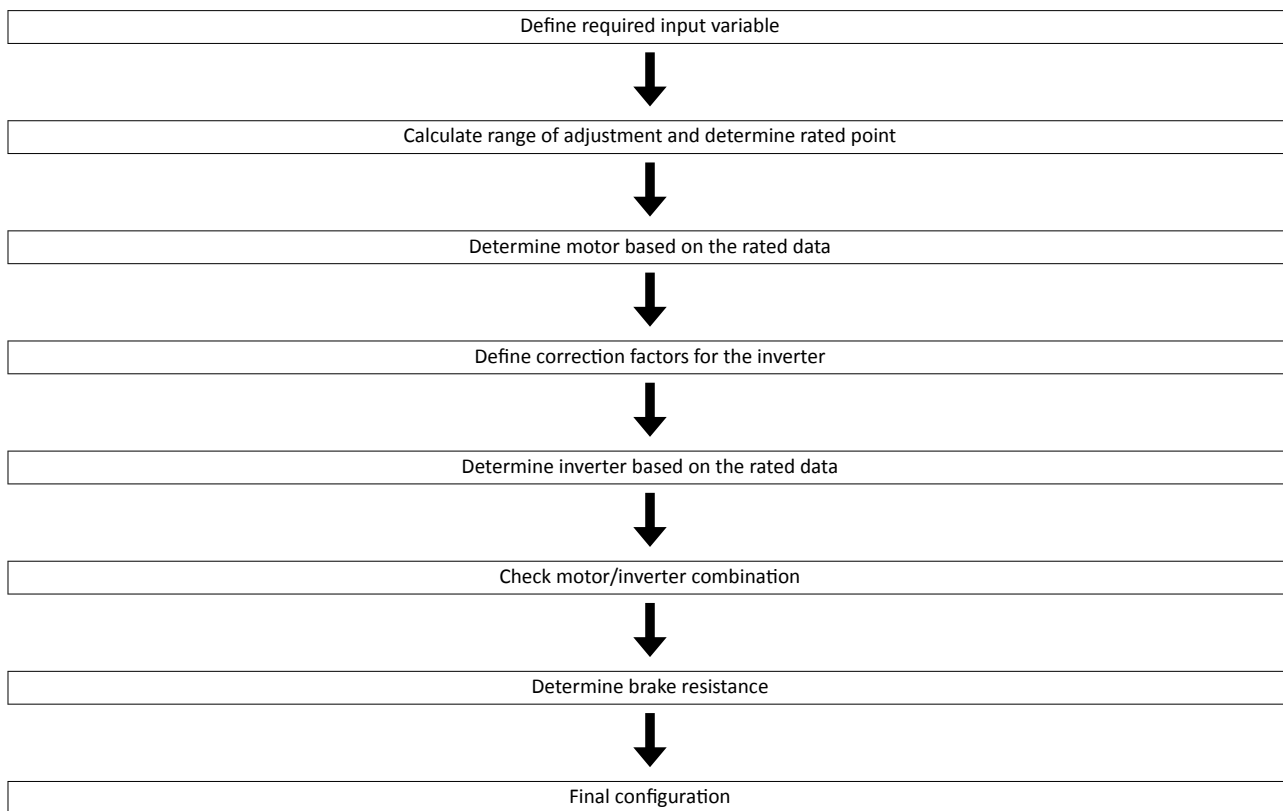 Define required input variable
Calculate range of adjustment and determine rated point
Determine motor based on the rated data
Define correction factors for the inverter
Determine inverter based on the rated data
Check motor/inverter combination
Determine brake resistance
Final configuration